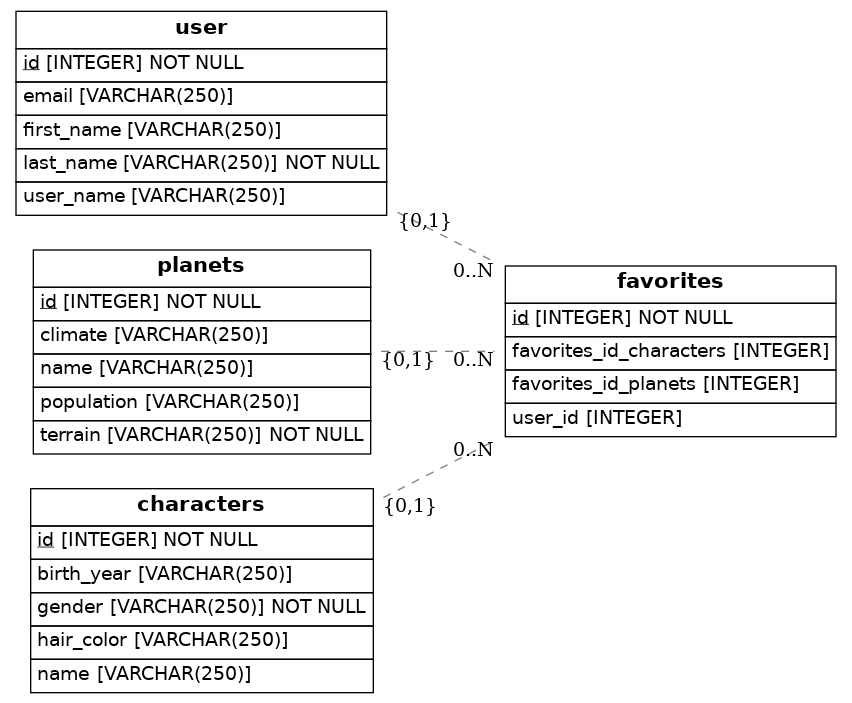 user
id [INTEGER] NOT NULL
email [VARCHAR(250)]
first_name [VARCHAR(250)]
last_name [VARCHAR(250)] NOT NULL
user_name [VARCHAR(250)]
{0,1}
0..N
planets
id [INTEGER] NOT NULL
climate [VARCHAR(250)]
name [VARCHAR(250)]
population [VARCHAR(250)]
terrain [VARCHAR(250)] NOT NULL
{0,1}
0..N
favorites
id [INTEGER] NOT NULL
favorites_id_characters [INTEGER]
favorites_id_planets [INTEGER]
user_id [INTEGER]
0..N
{0,1}
characters
id [INTEGER] NOT NULL
birth_year [VARCHAR(250)]
gender [VARCHAR(250)] NOT NULL
hair_color [VARCHAR(250)]
name [VARCHAR(250)]